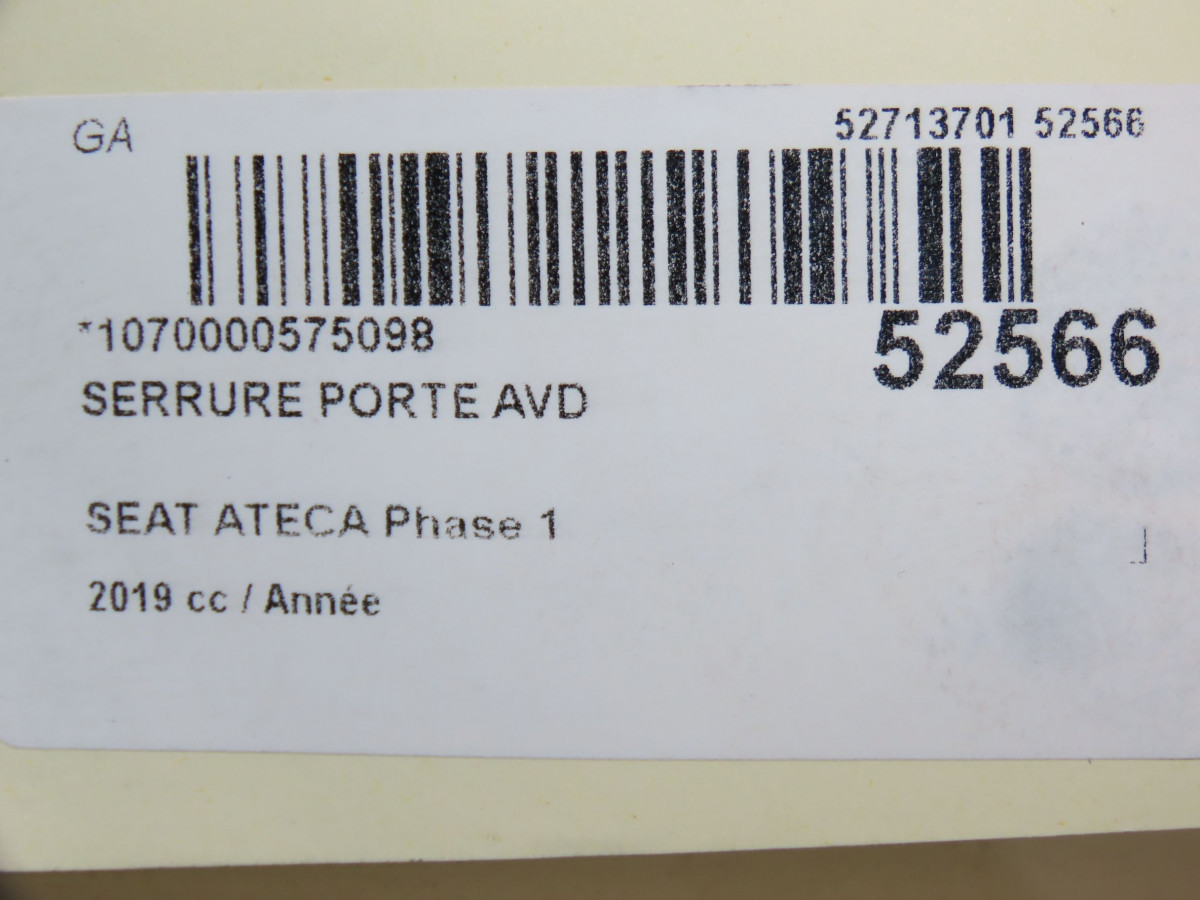 GA
52713701 52566
*1070000575098
52566
SERRURE PORTE AVD
SEAT ATECA Phase 1
2019 cc / Année